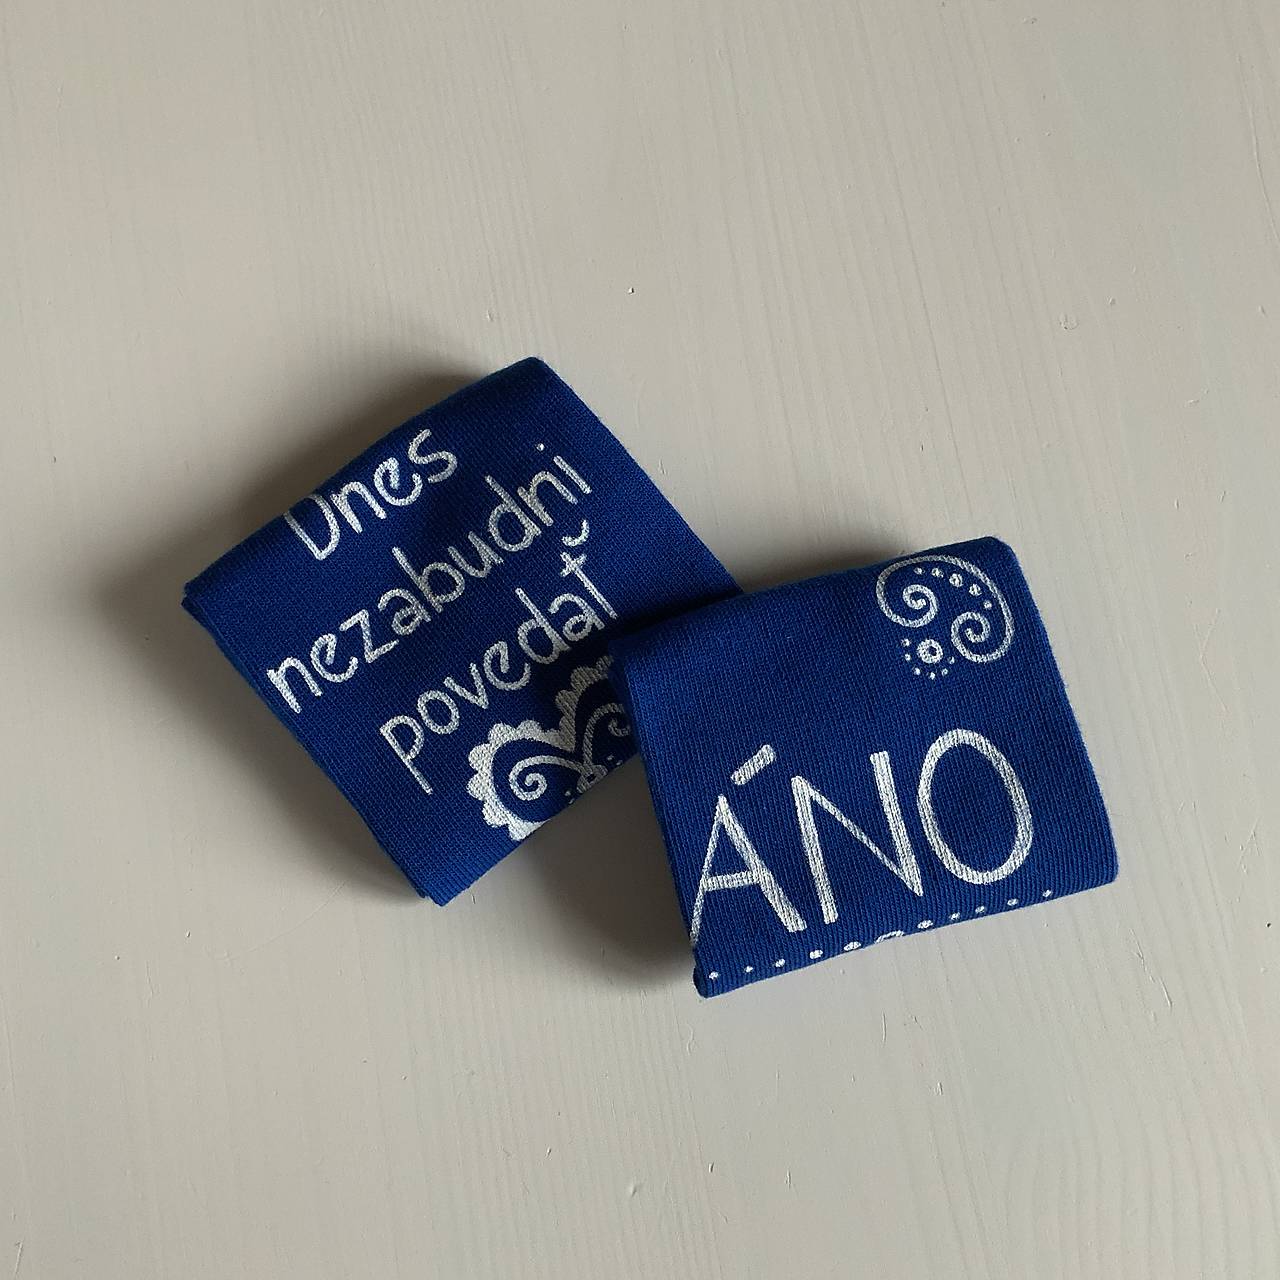 Dnes
nezabudni
povedať
ÁNO